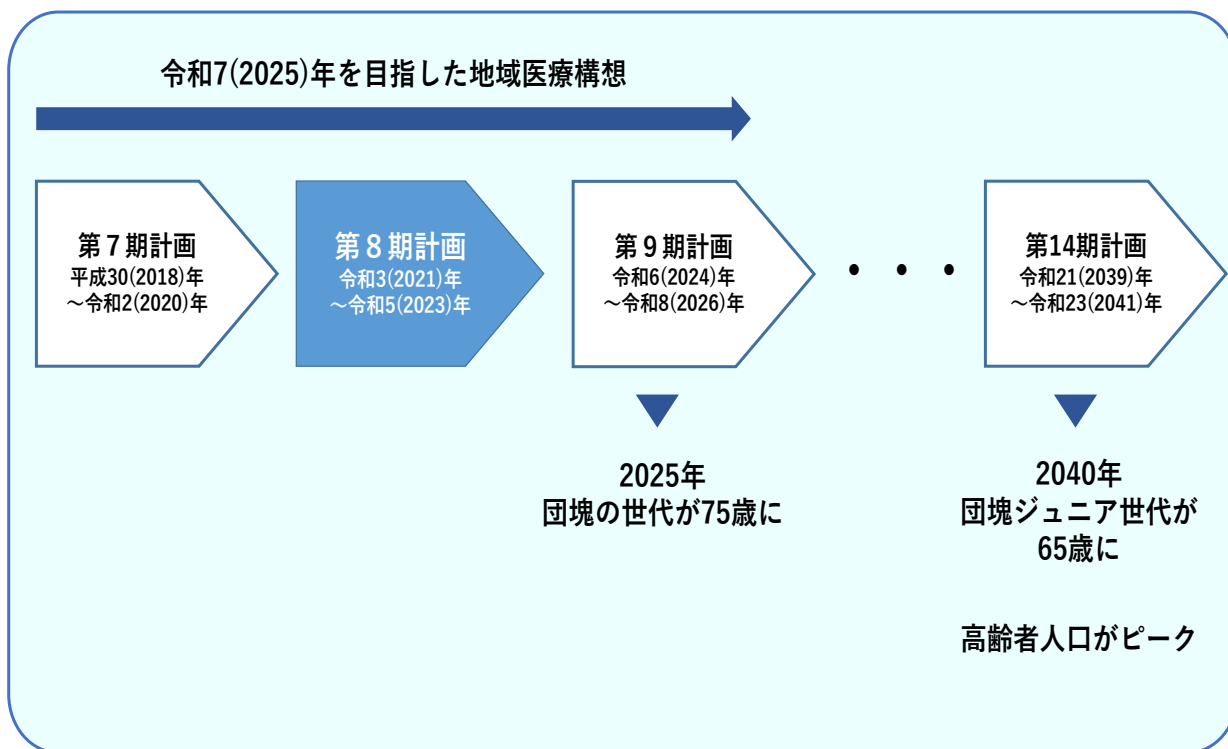 令和7(2025)年を目指した地域医療構想
第７期計画
平成30(2018)年
～令和2(2020)年
第８期計画
令和3(2021)年
～令和5(2023)年
第９期計画
令和6(2024)年
～令和8(2026)年
・・・
第14期計画
令和21(2039)年
～令和23(2041)年
2025年
団塊の世代が75歳に
2040年
団塊ジュニア世代が
65歳に
高齢者人口がピーク